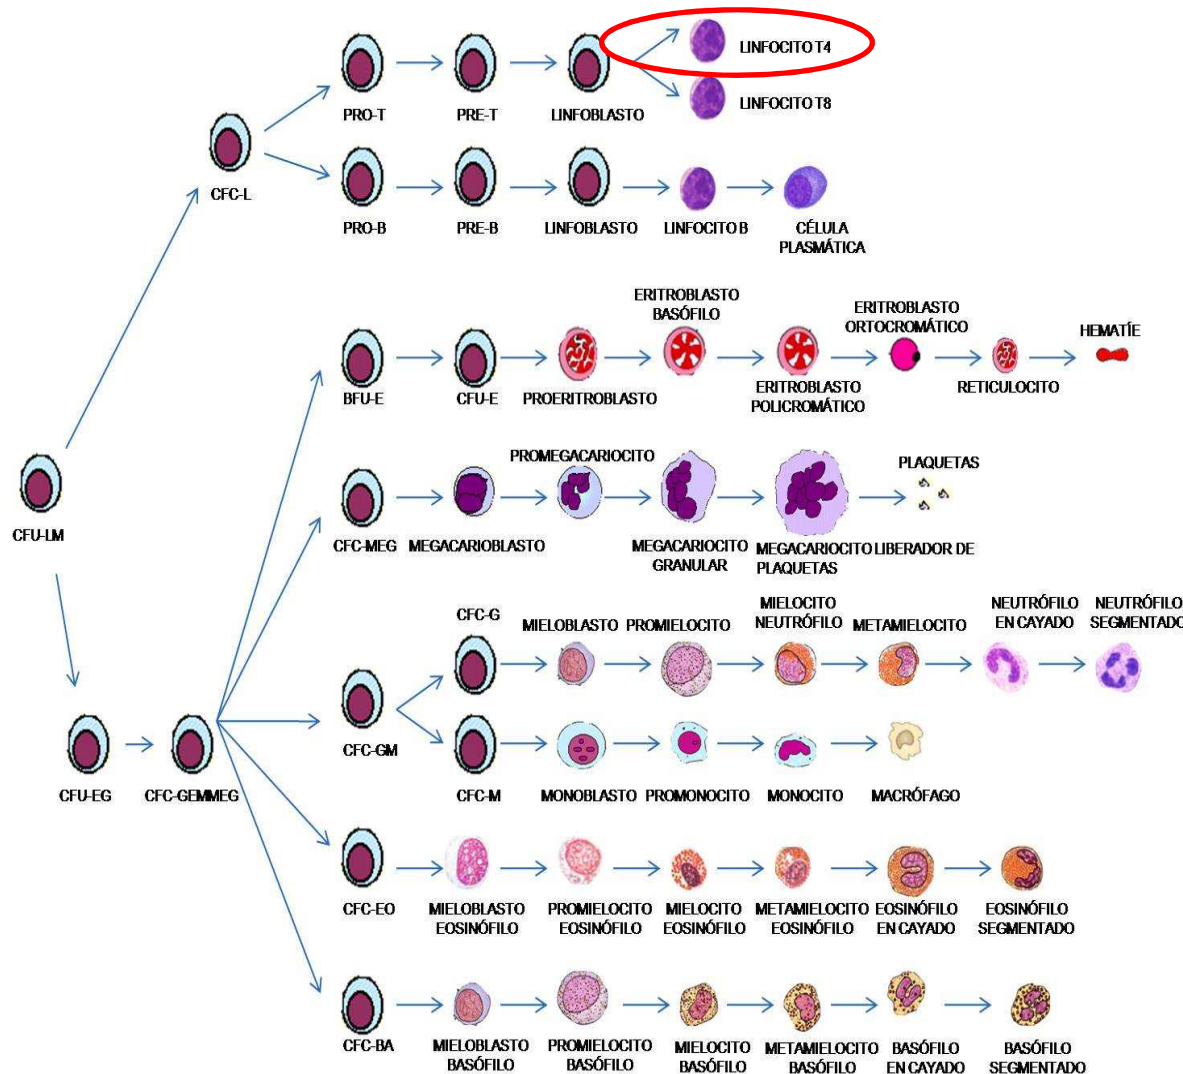 LINFOCITO T4
LINFOCITO T8
PRO-T
PRE-T
LINFOBLASTO
CFC-L
PRO-B
PRE-B
LINFOBLASTO
LINFOCITO B
CÉLULA
PLASMÁTICA
ERITROBLASTO
BASÓFILO
ERITROBLASTO
ORTOCROMÁTICO
HEMATÍE
BFU-E
CFU-E
PROERITROBLASTO
ERITROBLASTO
POLICROMÁTICO
RETICULOCITO
PROMEGACARIOCITO
PLAQUETAS
CFU-LM
CFC-MEG
MEGACARIOBLASTO
MEGACARIOCITO
GRANULAR
MEGACARIOCITO LIBERADOR DE
PLAQUETAS
CFC-G
MIELOBLASTO
PROMIELOCITO
MIELOCITO
NEUTRÓFILO
METAMIELOCITO
NEUTRÓFILO
EN CAYADO
NEUTRÓFILO
SEGMENTADO
CFC-GM
CFU-EG
CFC-GEMMEG
CFC-M
MONOBLASTO
PROMONOCITO
MONOCITO
MACRÓFAGO
CFC-EO
MIELOBLASTO
EOSINÓFILO
PROMIELOCITO
EOSINÓFILO
MIELOCITO
EOSINÓFILO
METAMIELOCITO
EOSINÓFILO
EOSINÓFILO
EN CAYADO
EOSINÓFILO
SEGMENTADO
CFC-BA
MIELOBLASTO
BASÓFILO
PROMIELOCITO
BASÓFILO
MIELOCITO
BASÓFILO
METAMIELOCITO
BASÓFILO
BASÓFILO
EN CAYADO
BASÓFILO
SEGMENTADO